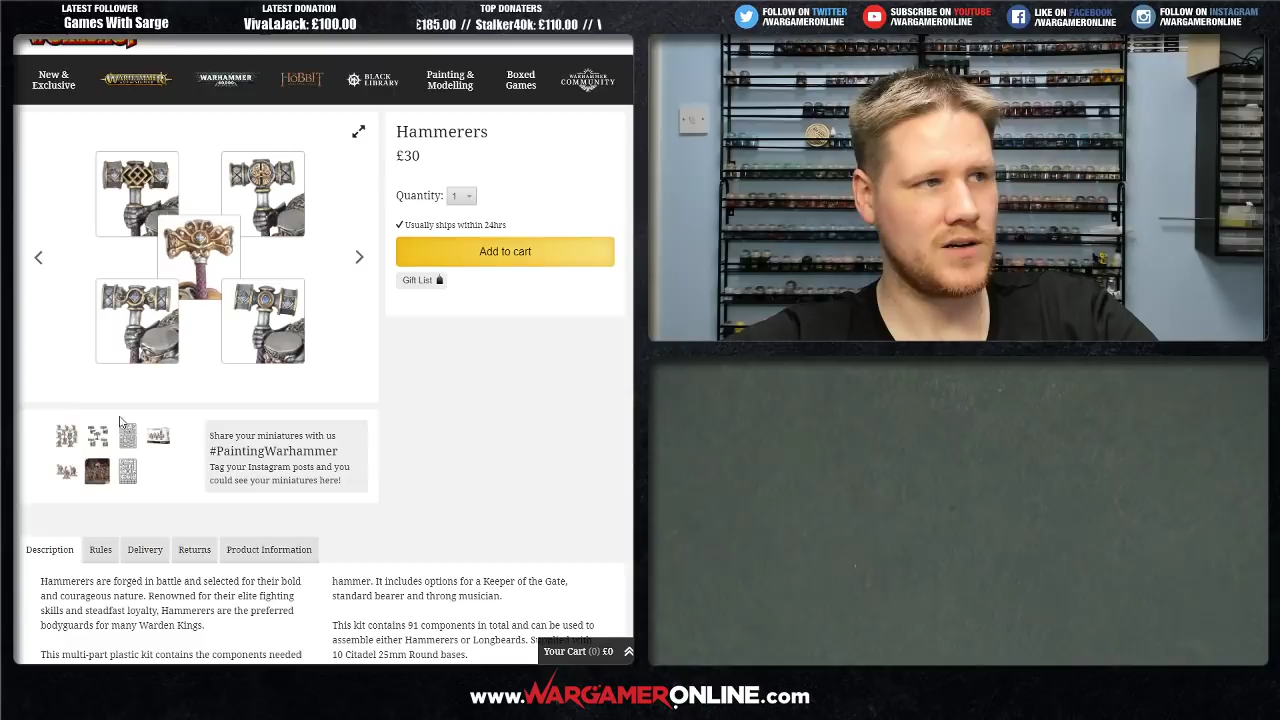 LATEST FOLLOWER
Games With Sarge
LATEST DONATION
VivaLaJack: £100.00
TOP DONATERS
£185.00 // Stalker40k: £110.00 //
FOLLOW ON TWITTER
/WARGAMERONLINE
SUBSCRIBE ON YOUTUBE
/WARGAMERONLINE
LIKE ON FACEBOOK
/WARGAMERONLINE
FOLLOW ON INSTAGRAM
/WARGAMERONLINE
New & Exclusive
WARHAMMER
THE HOBBIT
BLACK LIBRARY
Painting & Modelling
Boxed Games
WARHAMMER COMMUNITY
Hammerers
£30
Quantity: 1
✓ Usually ships within 24hrs
Add to cart
Gift List
Share your miniatures with us
#PaintingWarhammer
Tag your Instagram posts and you
could see your miniatures here!
Description
Rules
Delivery
Returns
Product Information
Hammerers are forged in battle and selected for their bold
and courageous nature. Renowned for their elite fighting
skills and steadfast loyalty, Hammerers are the preferred
bodyguards for many Warden Kings.
This multi-part plastic kit contains the components needed
hammer. It includes options for a Keeper of the Gate,
standard bearer and throng musician.
This kit contains 91 components in total and can be used to
assemble either Hammerers or Longbeards. Supplied with
10 Citadel 25mm Round bases.
Your Cart (0) £0
www.WARGAMERONLINE.com